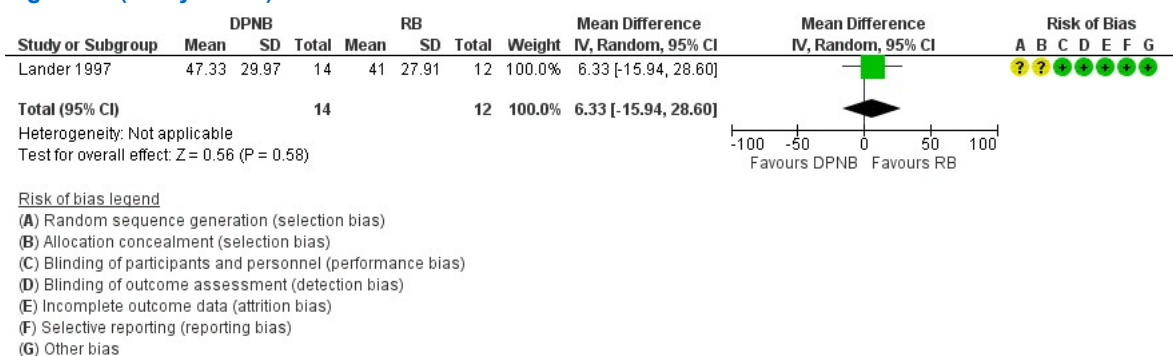 DPNB RB Mean Difference Mean Difference Risk of Bias
Study or Subgroup Mean SD Total Mean SD Total Weight IV, Random, 95% CI IV, Random, 95% CI A B C D E F G
Lander 1997 47.33 29.97 14 41 27.91 12 100.0% 6.33 [-15.94, 28.60] ? ? + + + + +
Total (95% CI) 14 12 100.0% 6.33 [-15.94, 28.60]
Heterogeneity: Not applicable
Test for overall effect: Z = 0.56 (P = 0.58)
-100 -50 0 50 100
Favours DPNB Favours RB
Risk of bias legend
(A) Random sequence generation (selection bias)
(B) Allocation concealment (selection bias)
(C) Blinding of participants and personnel (performance bias)
(D) Blinding of outcome assessment (detection bias)
(E) Incomplete outcome data (attrition bias)
(F) Selective reporting (reporting bias)
(G) Other bias